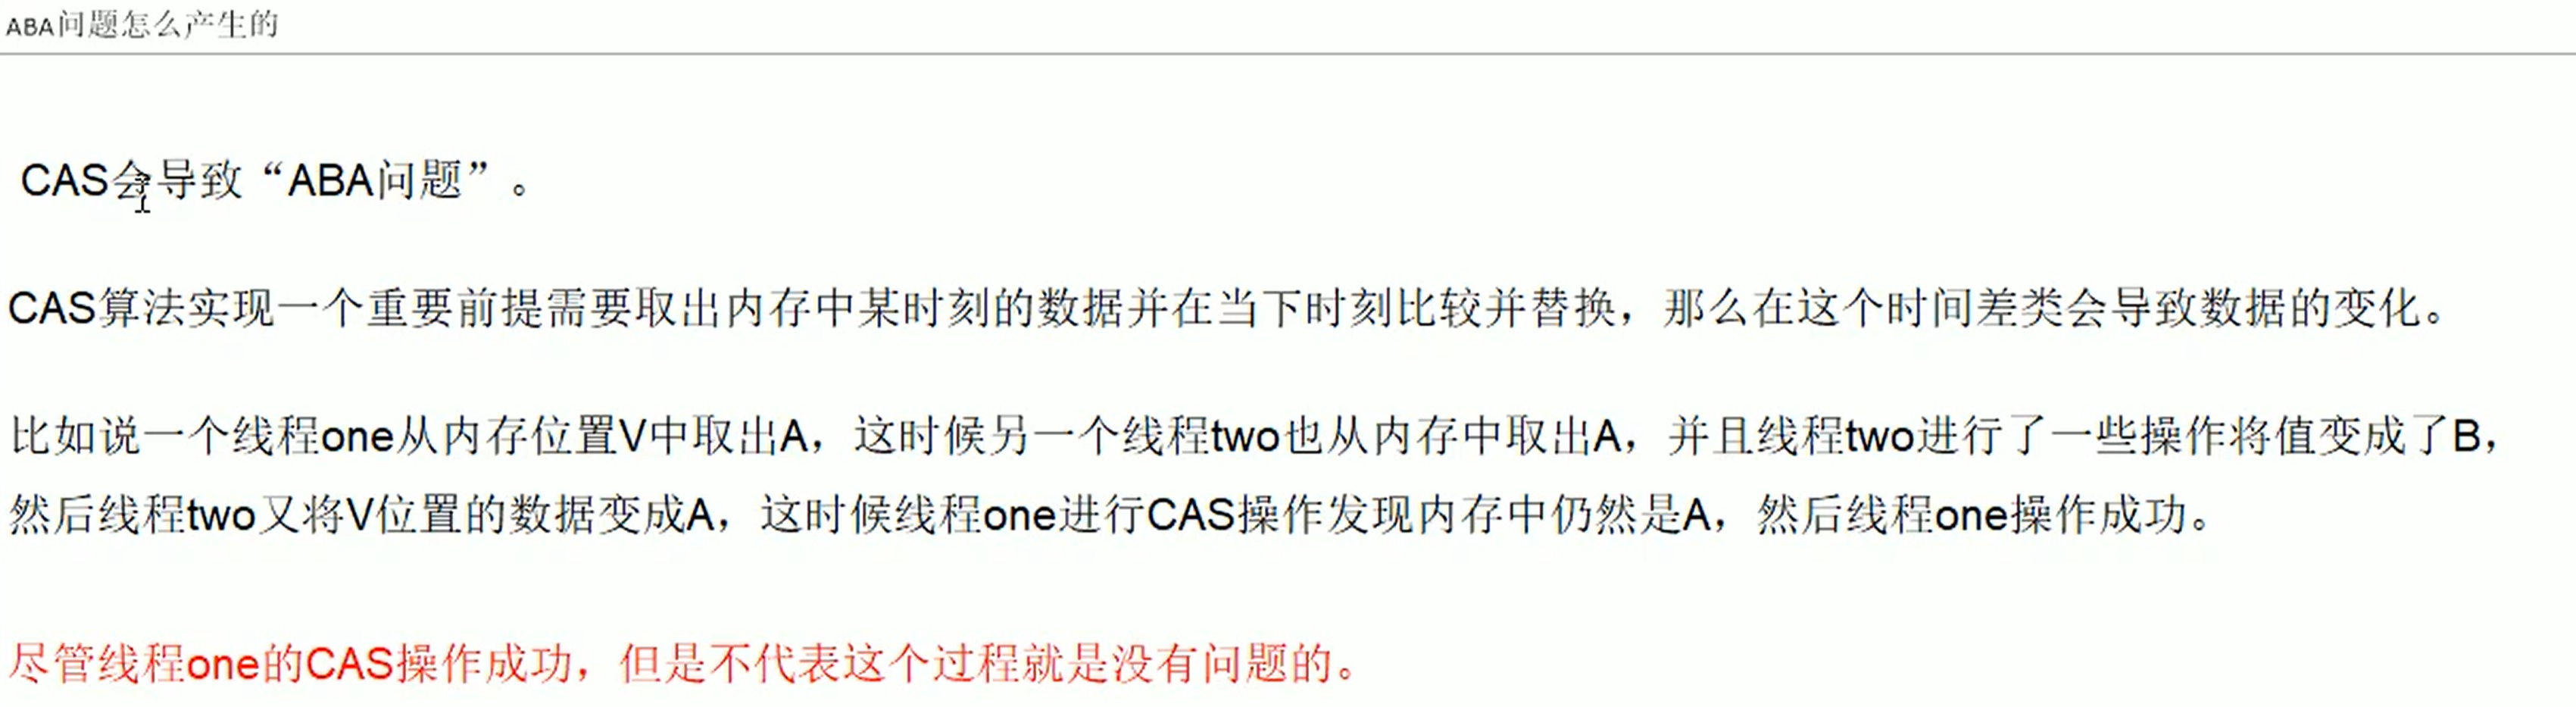 ABA问题怎么产生的
CAS会导致“ABA问题”。
CAS算法实现一个重要前提需要取出内存中某时刻的数据并在当下时刻比较并替换，那么在这个时间差类会导致数据的变化。
比如说一个线程one从内存位置V中取出A，这时候另一个线程two也从内存中取出A，并且线程two进行了一些操作将值变成了B，
然后线程two又将V位置的数据变成A，这时候线程one进行CAS操作发现内存中仍然是A，然后线程one操作成功。
尽管线程one的CAS操作成功，但是不代表这个过程就是没有问题的。